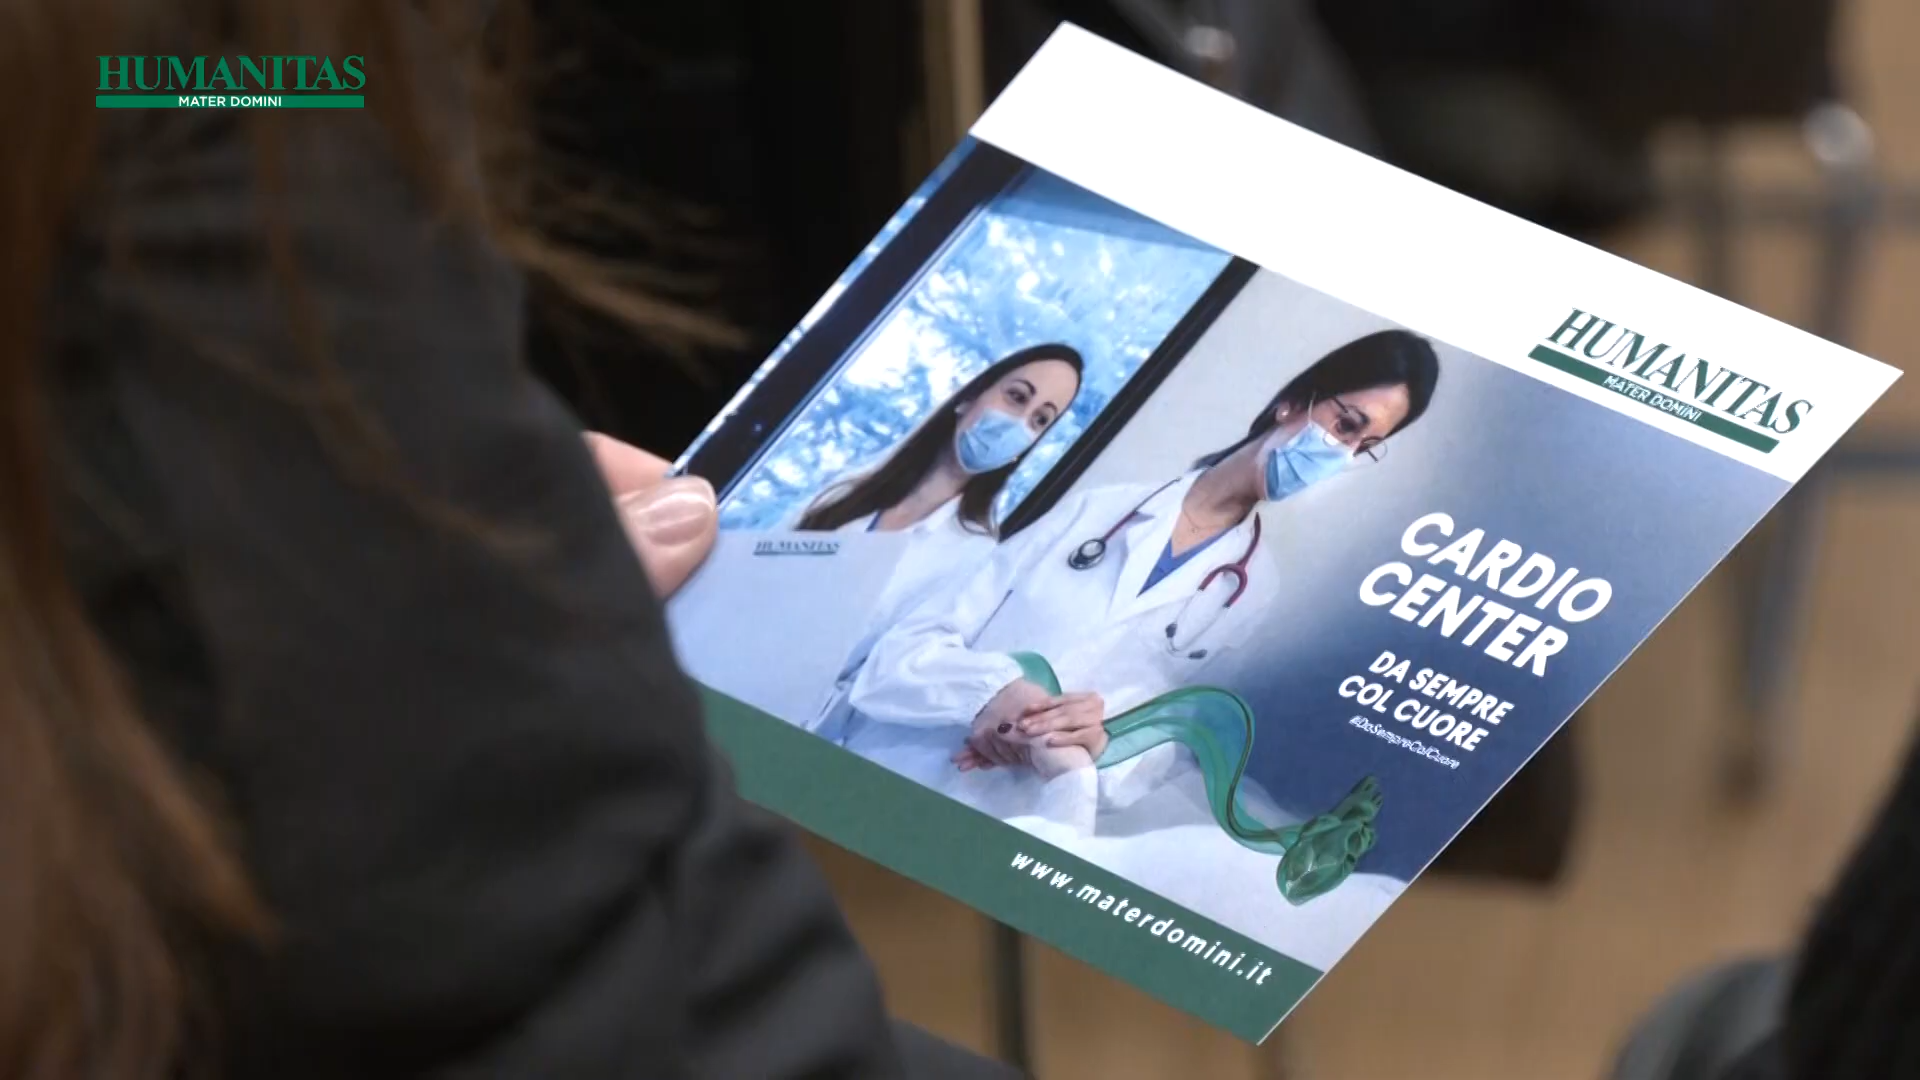 HUMANITAS
MATER DOMINI
HUMANITAS
MATER DOMINI
HUMANITAS
CARDIO
CENTER
DA SEMPRE
COL CUORE
#DaSempreColCuore
www.materdomini.it